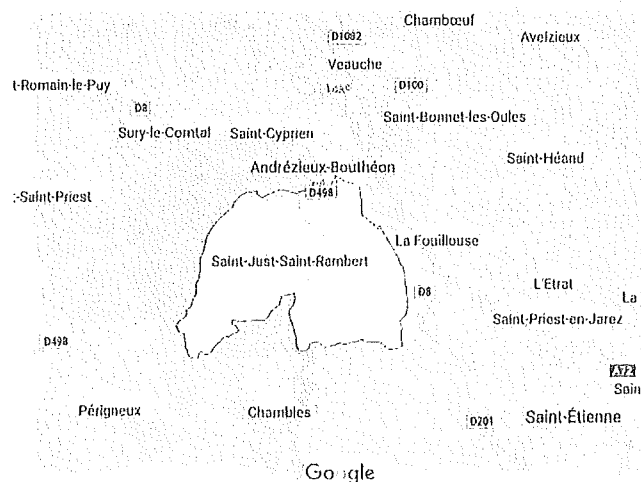 Chambœuf
D1082
Avelzieux
Veauche
t-Romain-le-Puy
D100
D8
Saint-Bonnet-les-Oules
Sury-le-Comtal
Saint-Cyprien
Saint-Héand
Andrézieux-Bouthéon
:-Saint-Priest
D498
La Fouillouse
Saint-Just-Saint-Rambert
L'Etrat
D8
La
Saint-Priest-en-Jarez
D498
A72
Sain
Périgneux
Chambles
D201
Saint-Étienne
Google